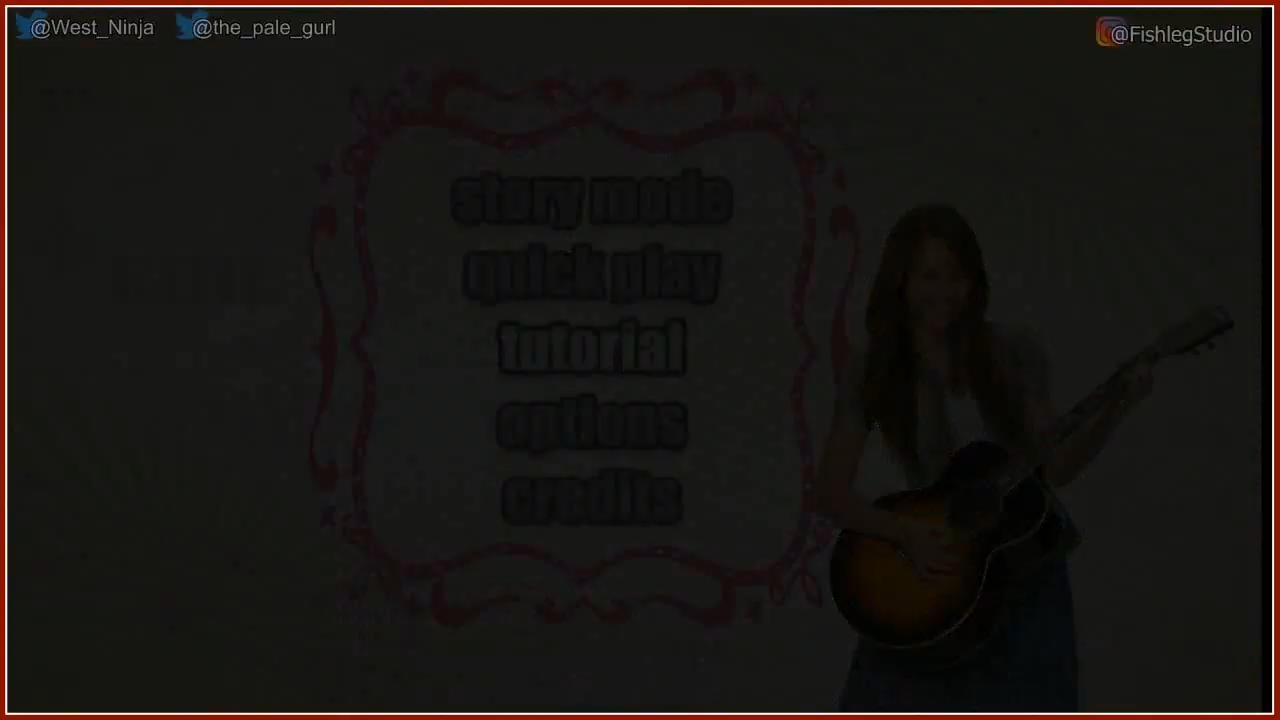 @West_Ninja @the_pale_gurl @FishlegStudio
story mode
quick play
tutorial
options
credits